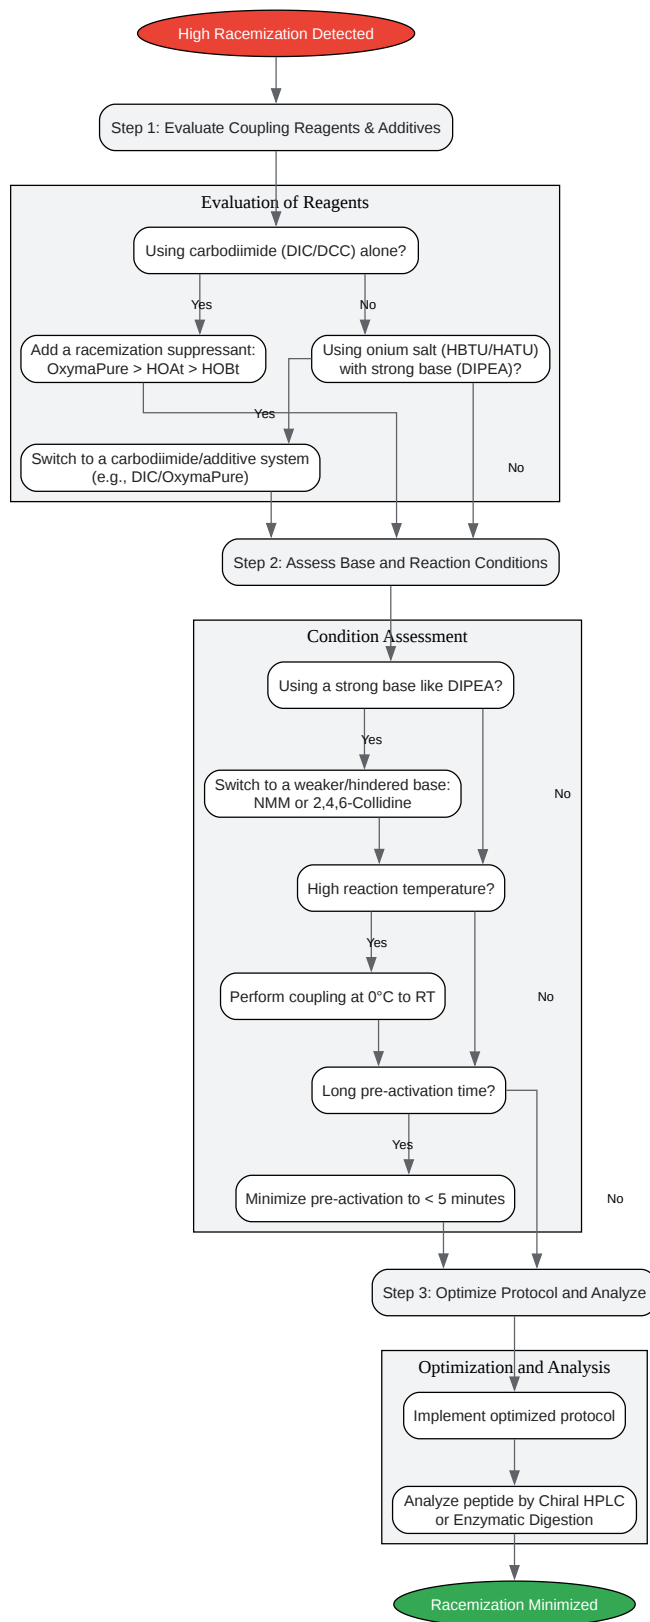 High Racemization Detected
Step 1: Evaluate Coupling Reagents & Additives
Evaluation of Reagents
Using carbodiimide (DIC/DCC) alone?
Yes
No
Add a racemization suppressant:
OxymaPure > HOAt > HOBt
Using onium salt (HBTU/HATU)
with strong base (DIPEA)?
Yes
Switch to a carbodiimide/additive system
(e.g., DIC/OxymaPure)
No
Step 2: Assess Base and Reaction Conditions
Condition Assessment
Using a strong base like DIPEA?
Yes
Switch to a weaker/hindered base:
NMM or 2,4,6-Collidine
No
High reaction temperature?
Yes
Perform coupling at 0°C to RT
No
Long pre-activation time?
Yes
Minimize pre-activation to < 5 minutes
No
Step 3: Optimize Protocol and Analyze
Optimization and Analysis
Implement optimized protocol
Analyze peptide by Chiral HPLC
or Enzymatic Digestion
Racemization Minimized